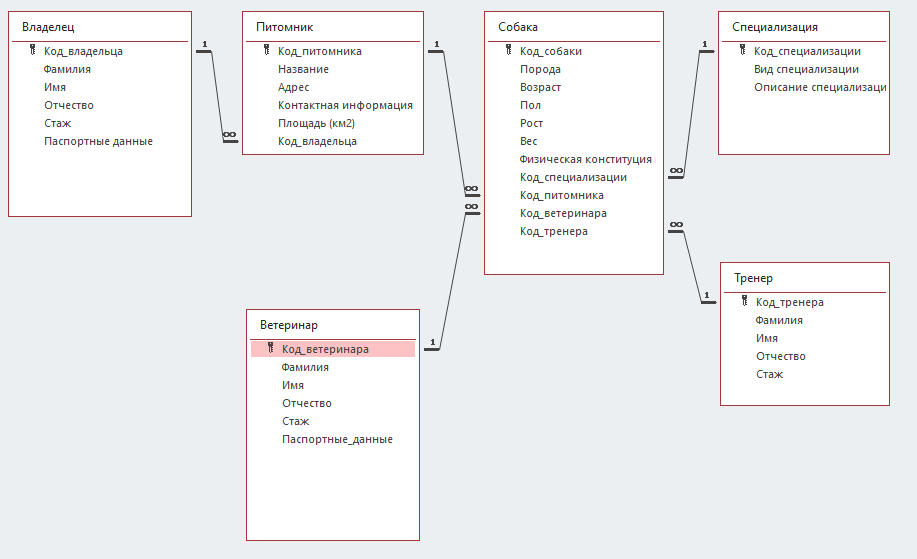 Владелец
Код_владельца
Фамилия
Имя
Отчество
Стаж
Паспортные данные
1
∞
Питомник
Код_питомника
Название
Адрес
Контактная информация
Площадь (км2)
Код_владельца
1
∞
Собака
Код_собаки
Порода
Возраст
Пол
Рост
Вес
Физическая конституция
Код_специализации
Код_питомника
Код_ветеринара
Код_тренера
∞
1
Специализация
Код_специализации
Вид специализации
Описание специализаци
∞
1
Тренер
Код_тренера
Фамилия
Имя
Отчество
Стаж
∞
1
Ветеринар
Код_ветеринара
Фамилия
Имя
Отчество
Стаж
Паспортные_данные